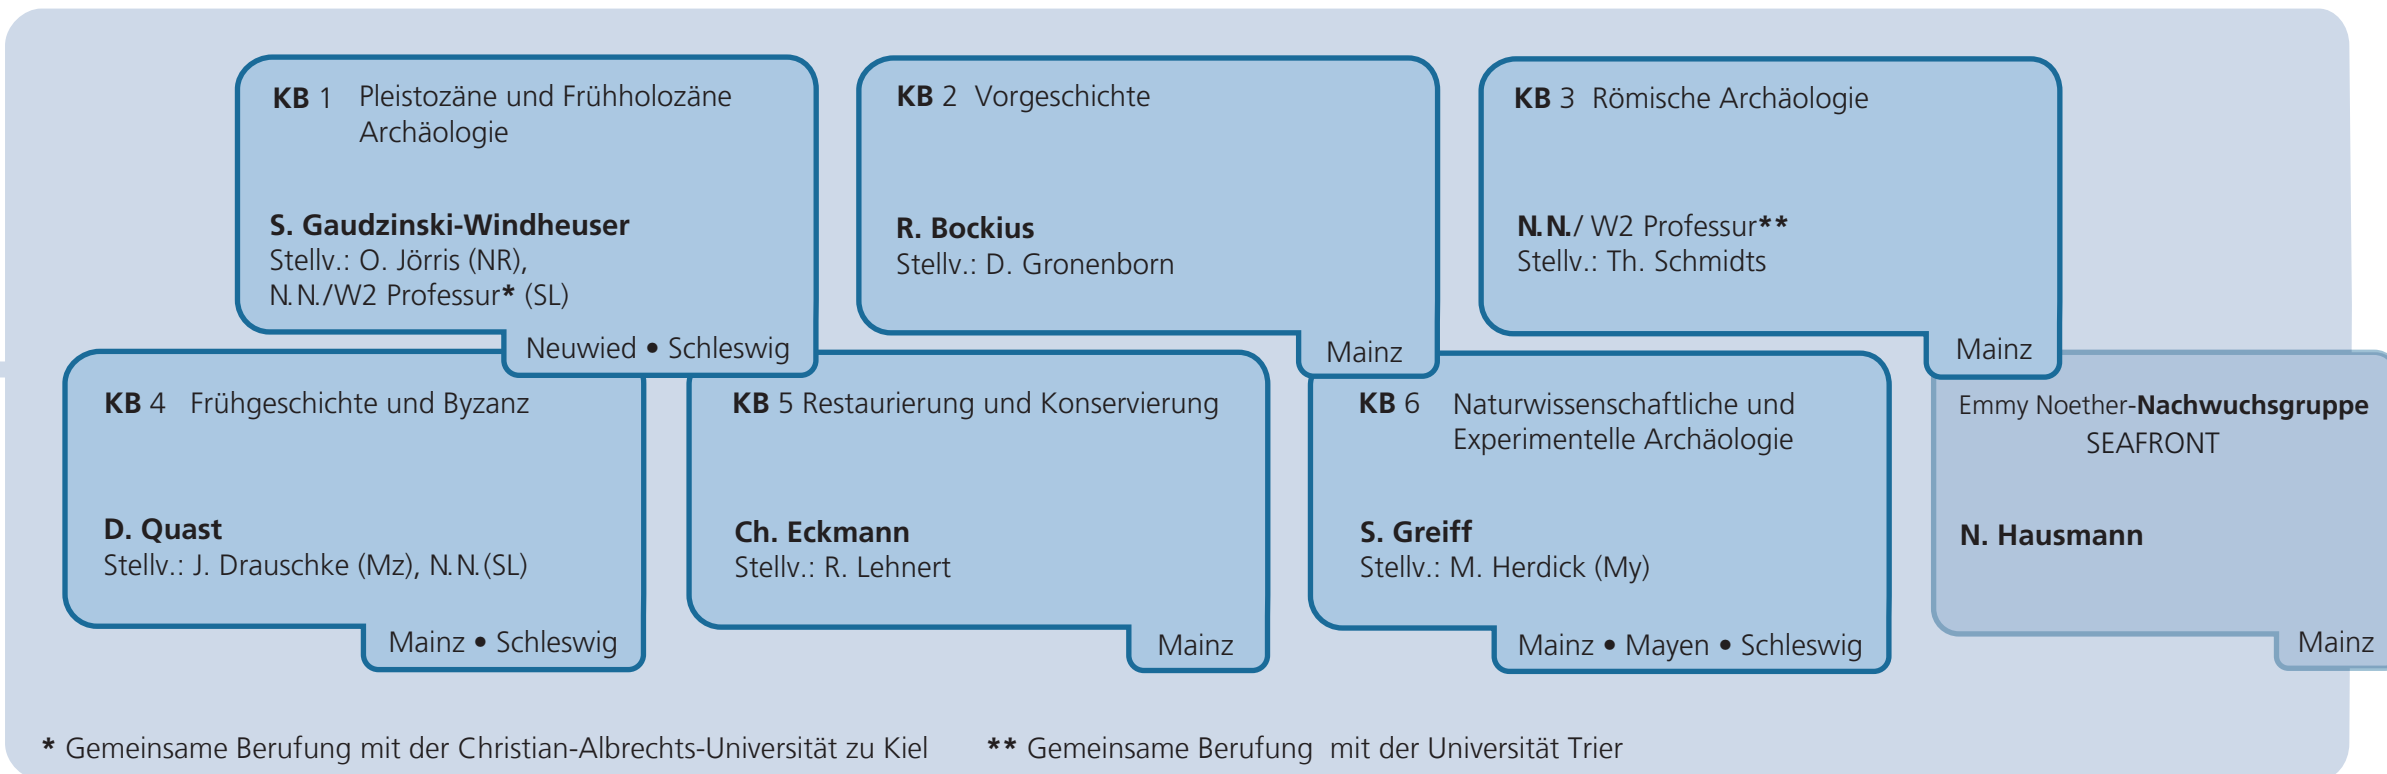 KB 1 Pleistozäne und Frühholozäne
Archäologie
S. Gaudzinski-Windheuser
Stellv.: O. Jörris (NR),
N.N./W2 Professur* (SL)
Neuwied • Schleswig
KB 2 Vorgeschichte
R. Bockius
Stellv.: D. Gronenborn
Mainz
KB 3 Römische Archäologie
N.N./ W2 Professur**
Stellv.: Th. Schmidts
Mainz
KB 4 Frühgeschichte und Byzanz
D. Quast
Stellv.: J. Drauschke (Mz), N.N.(SL)
Mainz • Schleswig
KB 5 Restaurierung und Konservierung
Ch. Eckmann
Stellv.: R. Lehnert
Mainz
KB 6 Naturwissenschaftliche und
Experimentelle Archäologie
S. Greiff
Stellv.: M. Herdick (My)
Mainz • Mayen • Schleswig
Emmy Noether-Nachwuchsgruppe
SEAFRONT
N. Hausmann
Mainz
* Gemeinsame Berufung mit der Christian-Albrechts-Universität zu Kiel ** Gemeinsame Berufung mit der Universität Trier